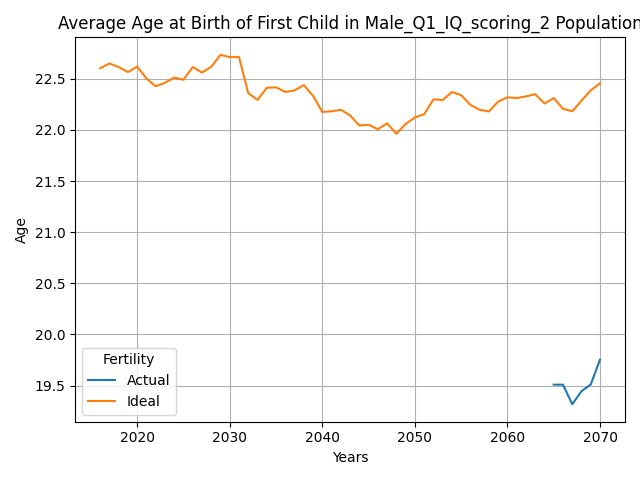 Average Age at Birth of First Child in Male_Q1_IQ_scoring_2 Population
Age
22.5
22.0
21.5
21.0
20.5
20.0
19.5
Fertility
Actual
Ideal
2020 2030 2040 2050 2060 2070
Years